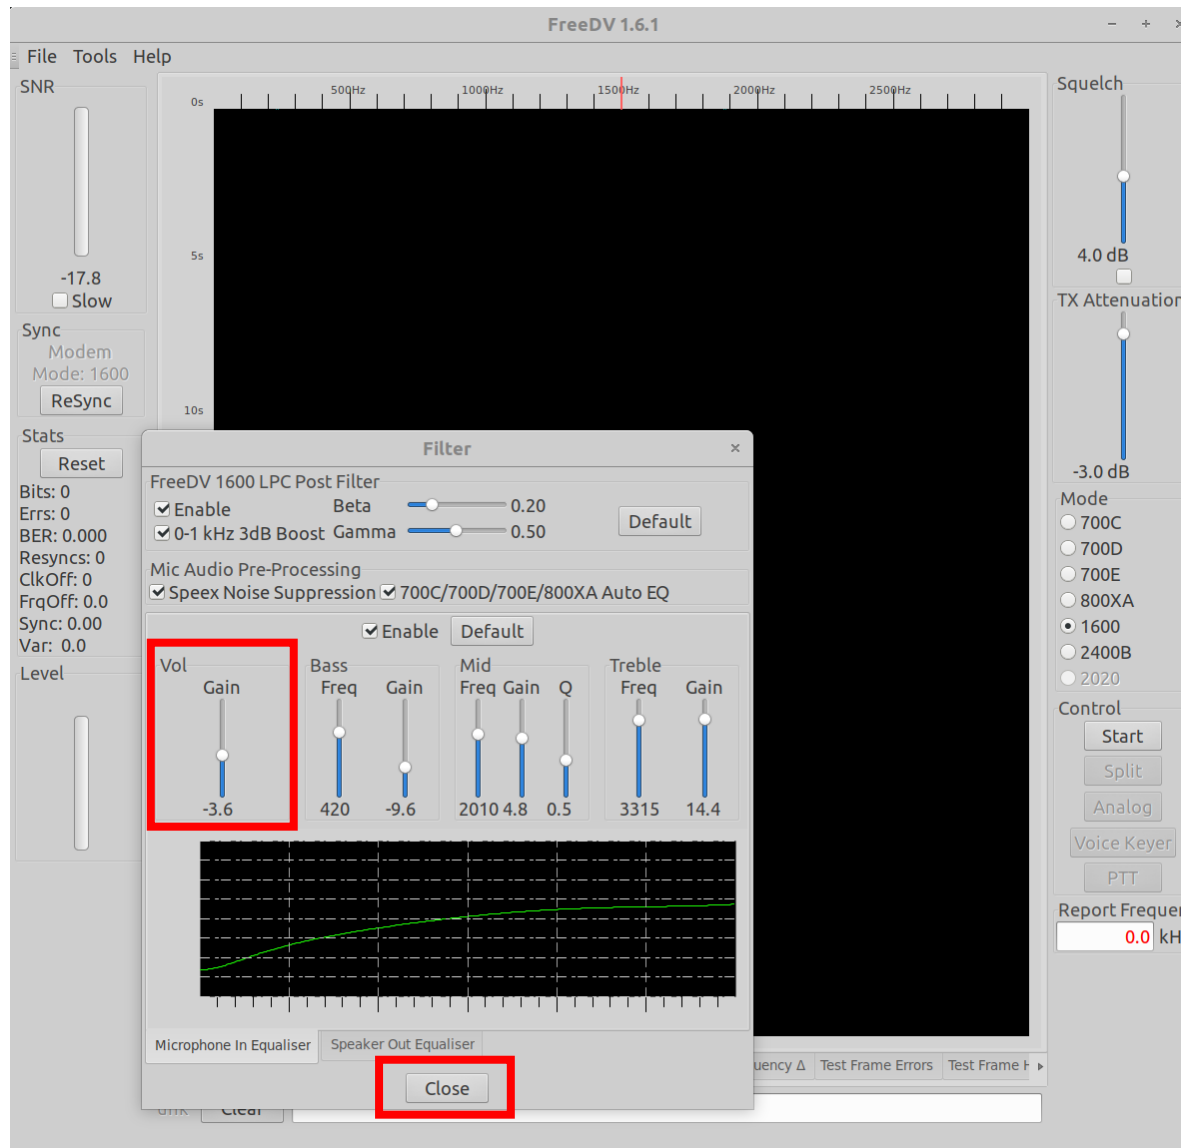 FreeDV 1.6.1
File Tools Help
SNR
-17.8
Slow
Sync
Modem
Mode: 1600
ReSync
Stats
Reset
Bits: 0
Errs: 0
BER: 0.000
Resyncs: 0
ClkOff: 0
FrqOff: 0.0
Sync: 0.00
Var: 0.0
Level
500Hz 1000Hz 1500Hz 2000Hz 2500Hz
0s
5s
10s
Squelch
4.0 dB
TX Attenuation
-3.0 dB
Mode
700C
700D
700E
800XA
1600
2400B
2020
Control
Start
Split
Analog
Voice Keyer
PTT
Report Frequer
0.0 kH
Filter
FreeDV 1600 LPC Post Filter
Enable Beta 0.20
0-1 kHz 3dB Boost Gamma 0.50
Default
Mic Audio Pre-Processing
Speex Noise Suppression 700C/700D/700E/800XA Auto EQ
Enable Default
Vol Bass Mid Treble
Gain Freq Gain Freq Gain Q Freq Gain
-3.6 420 -9.6 2010 4.8 0.5 3315 14.4
Microphone In Equaliser Speaker Out Equaliser
Close
uency Δ Test Frame Errors Test Frame H
Clear